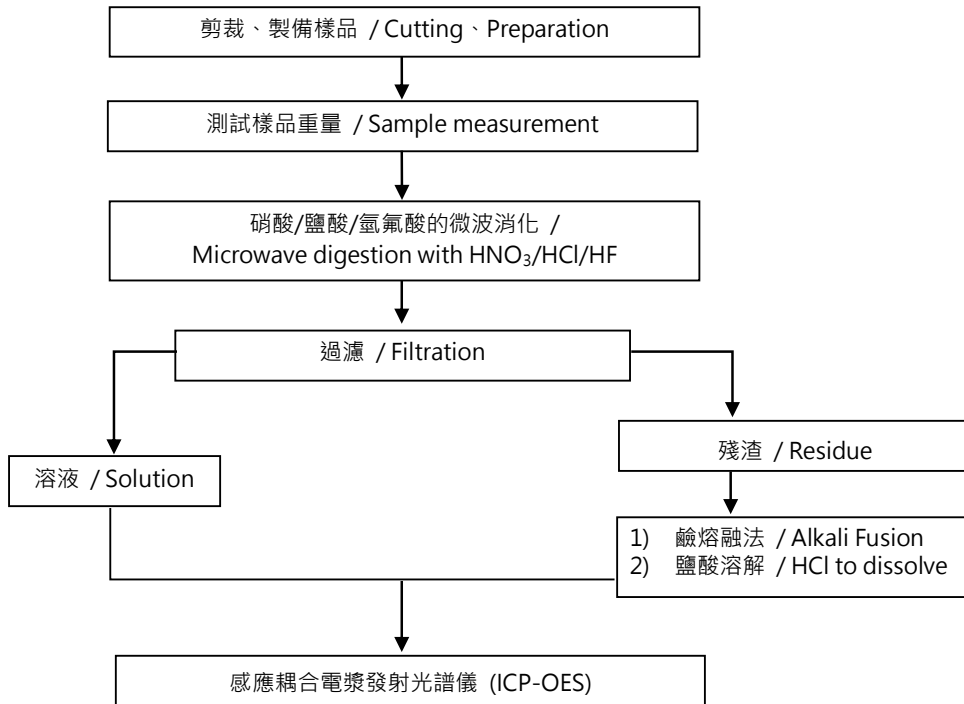 剪裁、製備樣品 / Cutting、Preparation
測試樣品重量 / Sample measurement
硝酸/鹽酸/氫氟酸的微波消化 /
Microwave digestion with HNO₃/HCl/HF
過濾 / Filtration
溶液 / Solution
殘渣 / Residue
1) 鹼熔融法 / Alkali Fusion
2) 鹽酸溶解 / HCl to dissolve
感應耦合電漿發射光譜儀 (ICP-OES)